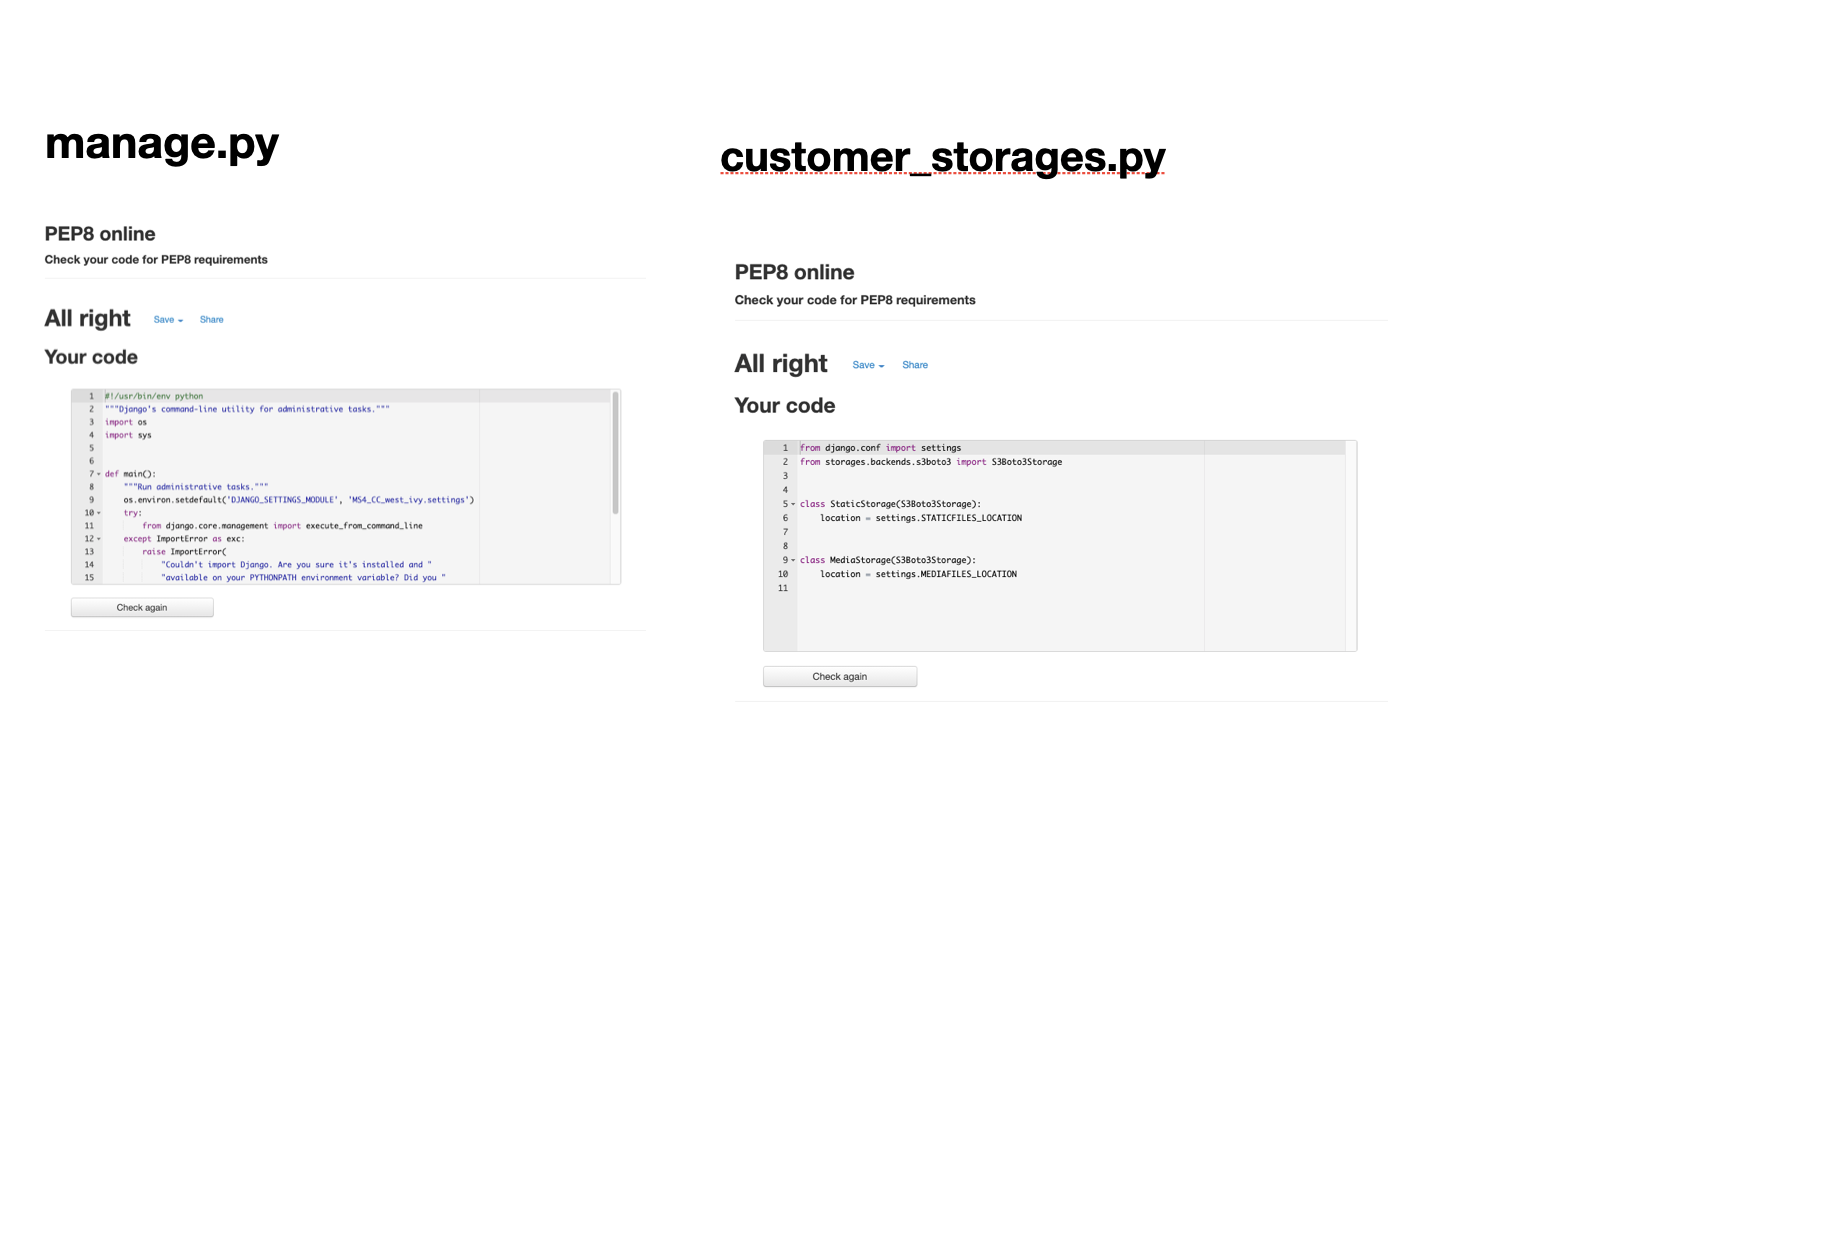 manage.py
PEP8 online
Check your code for PEP8 requirements
All right Save Share
Your code
1 #!/usr/bin/env python
2 """Django's command-line utility for administrative tasks."""
3 import os
4 import sys
5
6
7 def main():
8 """Run administrative tasks."""
9 os.environ.setdefault('DJANGO_SETTINGS_MODULE', 'MS4_CC_west_ivy.settings')
10 try:
11 from django.core.management import execute_from_command_line
12 except ImportError as exc:
13 raise ImportError(
14 "Couldn't import Django. Are you sure it's installed and "
15 "available on your PYTHONPATH environment variable? Did you "
Check again
customer_storages.py
PEP8 online
Check your code for PEP8 requirements
All right Save Share
Your code
1 from django.conf import settings
2 from storages.backends.s3boto3 import S3Boto3Storage
3
4
5 class StaticStorage(S3Boto3Storage):
6 location = settings.STATICFILES_LOCATION
7
8
9 class MediaStorage(S3Boto3Storage):
10 location = settings.MEDIAFILES_LOCATION
11
Check again